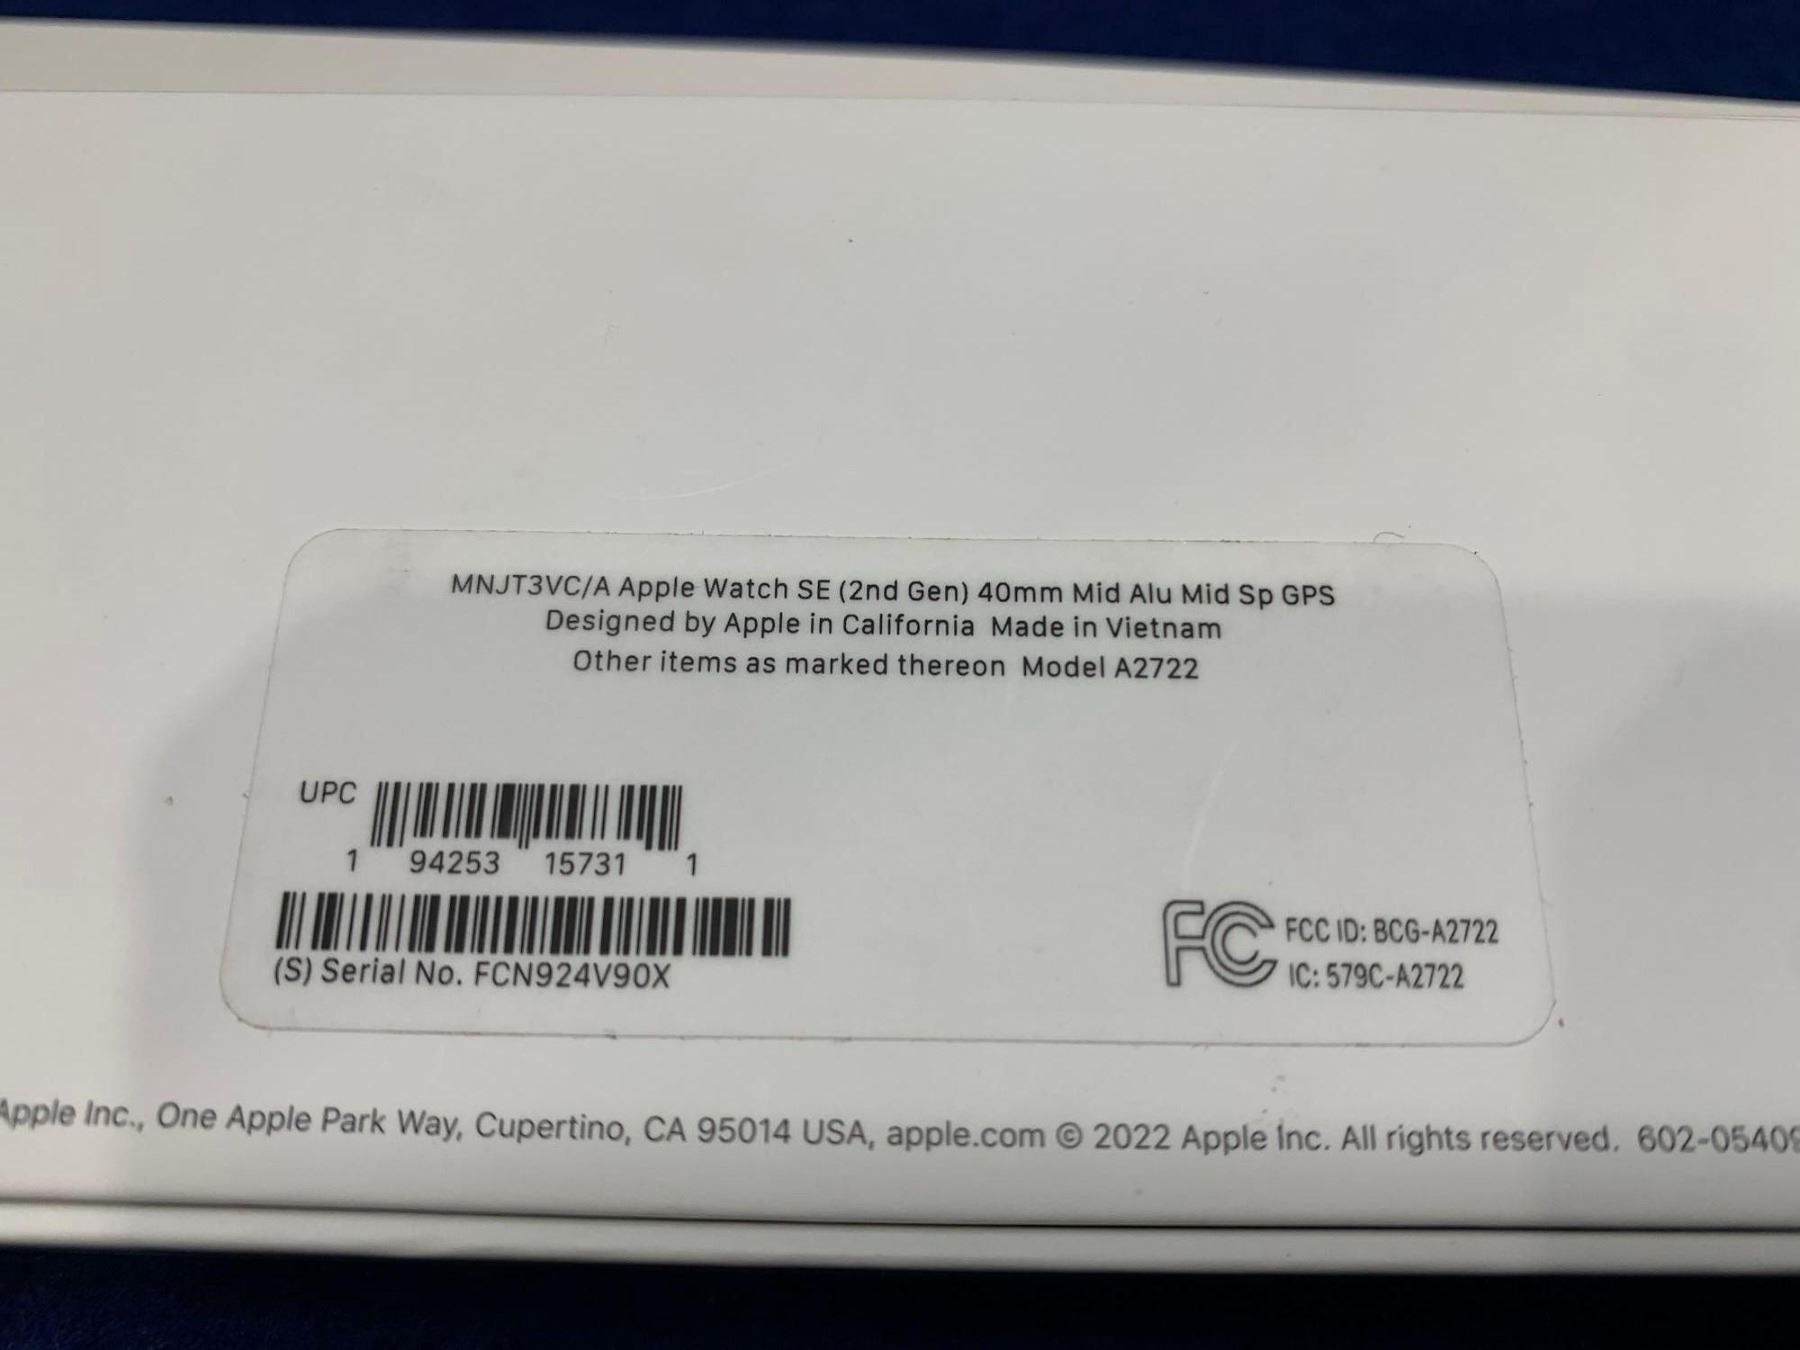 MNJT3VC/A Apple Watch SE (2nd Gen) 40mm Mid Alu Mid Sp GPS
Designed by Apple in California Made in Vietnam
Other items as marked thereon Model A2722
UPC
1 94253 15731 1
(S) Serial No. FCN924V90X
FC FCC ID: BCG-A2722
IC: 579C-A2722
Apple Inc., One Apple Park Way, Cupertino, CA 95014 USA, apple.com © 2022 Apple Inc. All rights reserved. 602-05409